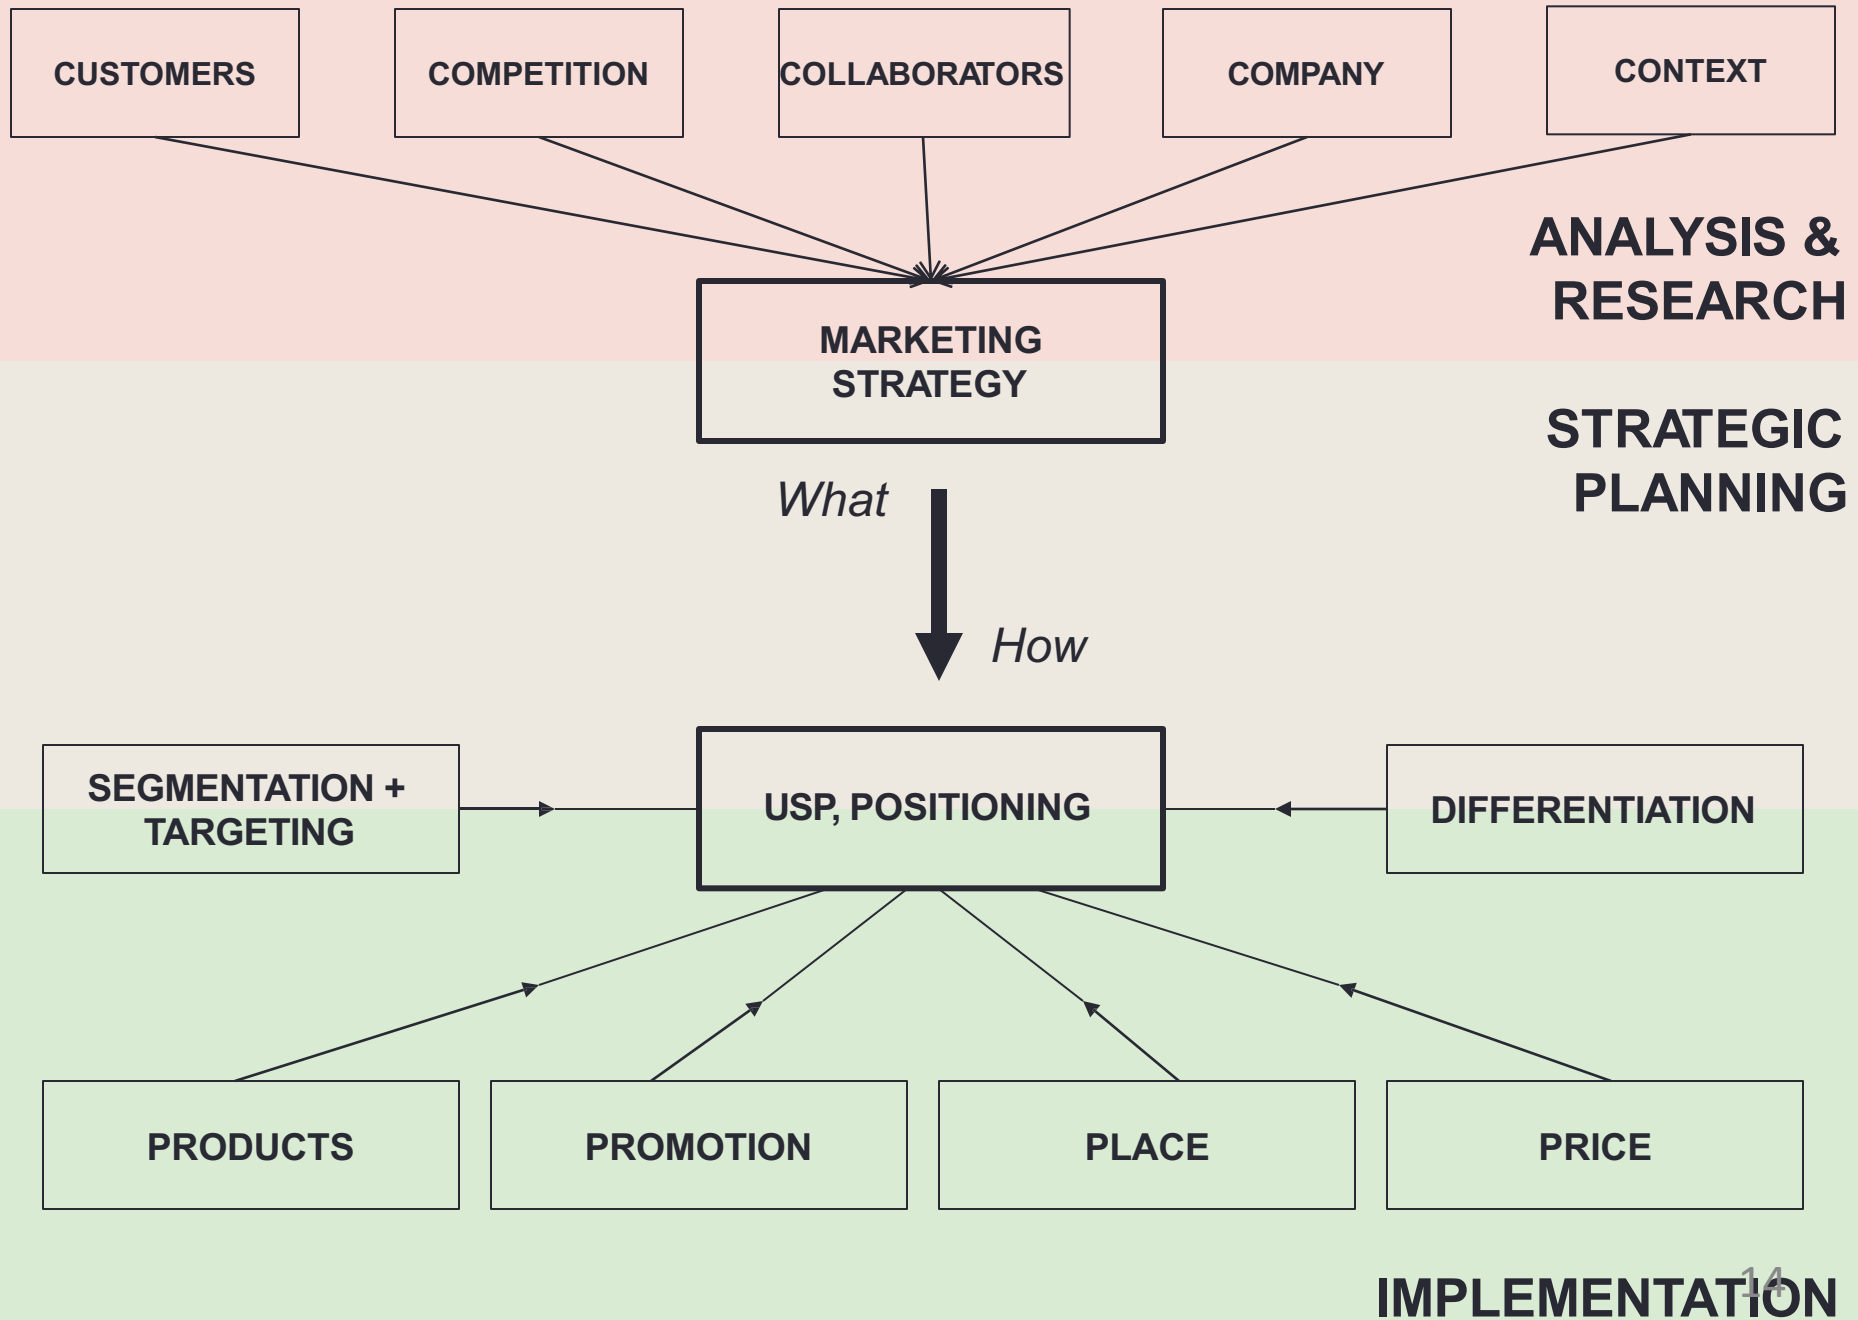 CUSTOMERS
COMPETITION
COLLABORATORS
COMPANY
CONTEXT
ANALYSIS &
RESEARCH
MARKETING
STRATEGY
STRATEGIC
PLANNING
What
How
SEGMENTATION +
TARGETING
USP, POSITIONING
DIFFERENTIATION
PRODUCTS
PROMOTION
PLACE
PRICE
IMPLEMENTATION
14